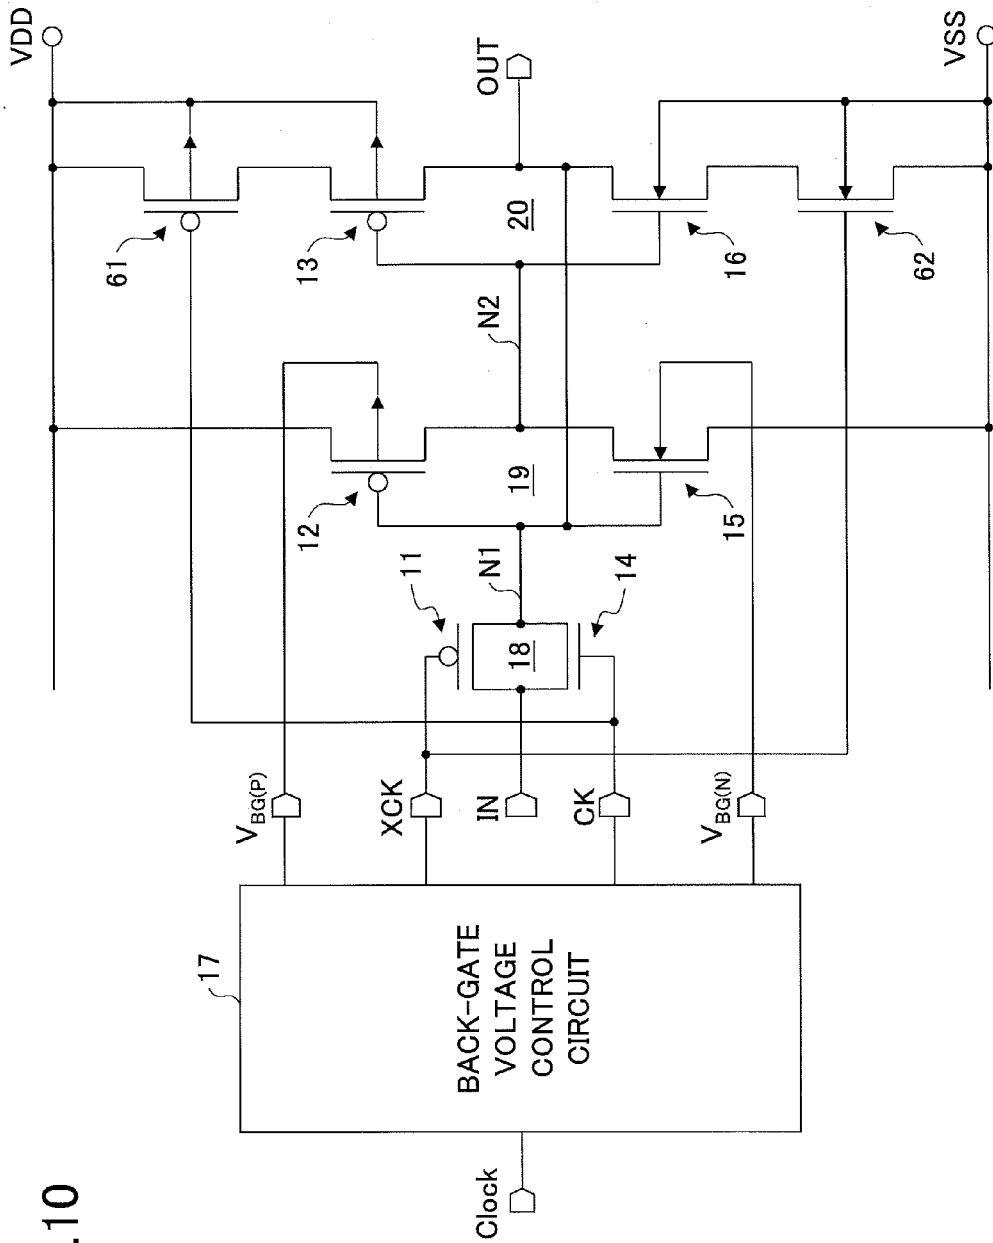 .10
Clock
17
BACK-GATE
VOLTAGE
CONTROL
CIRCUIT
VBG(P)
XCK
IN
CK
VBG(N)
11
18
14
N1
12
19
15
N2
61
13
20
16
62
VDD
OUT
VSS